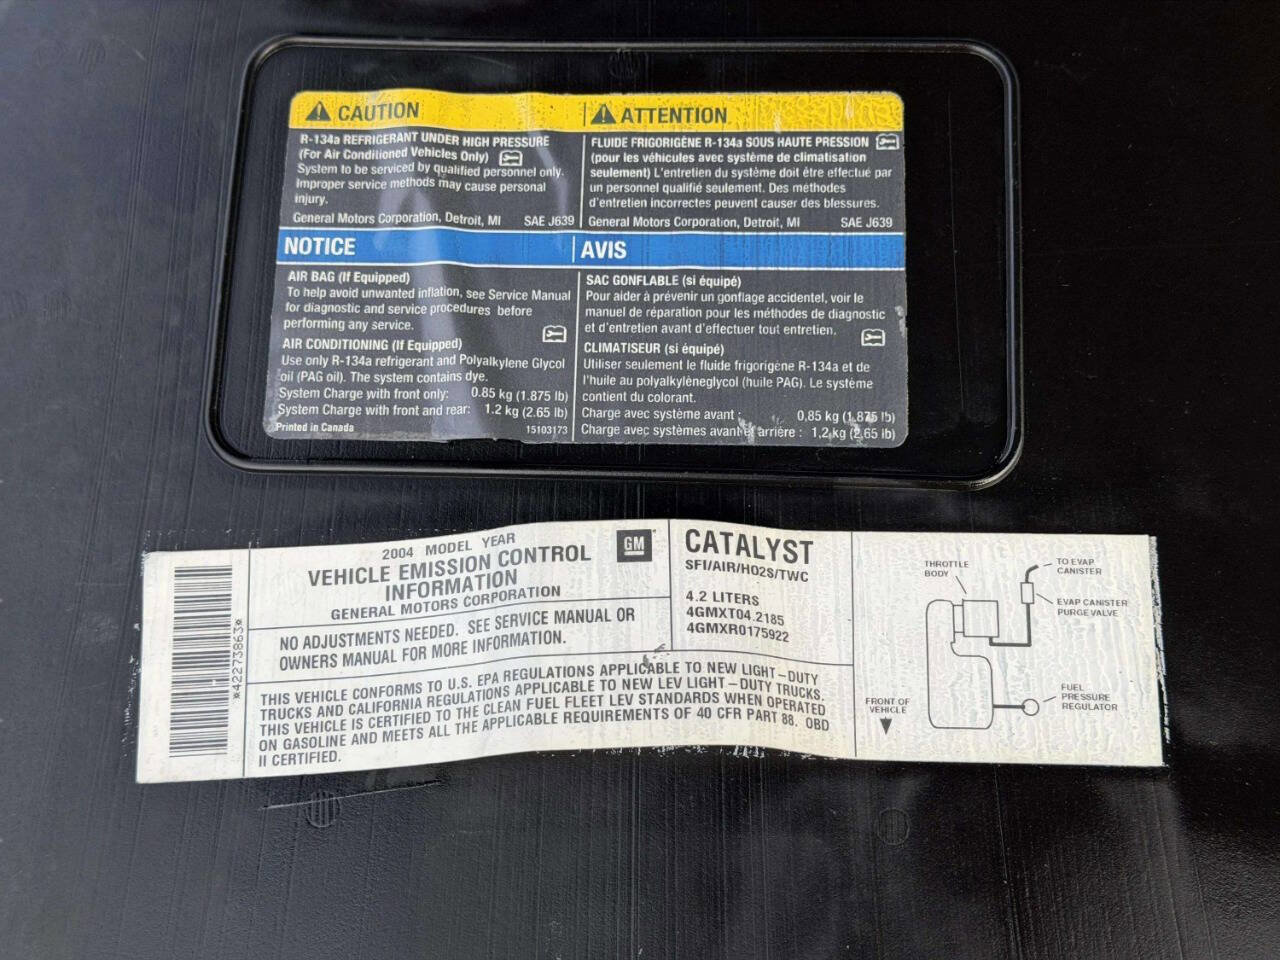 CAUTION
R-134a REFRIGERANT UNDER HIGH PRESSURE
(For Air Conditioned Vehicles Only)
System to be serviced by qualified personnel only.
Improper service methods may cause personal
injury.
General Motors Corporation, Detroit, MI SAE J639
ATTENTION
FLUIDE FRIGORIGÈNE R-134a SOUS HAUTE PRESSION
(pour les véhicules avec système de climatisation
seulement) L'entretien du système doit être effectué par
un personnel qualifié seulement. Des méthodes
d'entretien incorrectes peuvent causer des blessures.
General Motors Corporation, Detroit, MI SAE J639
NOTICE
AIR BAG (If Equipped)
To help avoid unwanted inflation, see Service Manual
for diagnostic and service procedures before
performing any service.
AIR CONDITIONING (If Equipped)
Use only R-134a refrigerant and Polyalkylene Glycol
oil (PAG oil). The system contains dye.
System Charge with front only: 0.85 kg (1.875 lb)
System Charge with front and rear: 1.2 kg (2.65 lb)
Printed in Canada 15103173
AVIS
SAC GONFLABLE (si équipé)
Pour aider à prévenir un gonflage accidentel, voir le
manuel de réparation pour les méthodes de diagnostic
et d'entretien avant d'effectuer tout entretien.
CLIMATISEUR (si équipé)
Utiliser seulement le fluide frigorigène R-134a et de
l'huile au polyalkylèneglycol (huile PAG). Le système
contient du colorant.
Charge avec système avant : 0,85 kg (1.875 lb)
Charge avec systèmes avant et arrière : 1,2 kg (2.65 lb)
*42273863*
2004 MODEL YEAR
VEHICLE EMISSION CONTROL
INFORMATION
GENERAL MOTORS CORPORATION
GM
NO ADJUSTMENTS NEEDED. SEE SERVICE MANUAL OR
OWNERS MANUAL FOR MORE INFORMATION.
CATALYST
SFI/AIR/HO2S/TWC
4.2 LITERS
4GMXT04.2185
4GMXR0175922
THIS VEHICLE CONFORMS TO U.S. EPA REGULATIONS APPLICABLE TO NEW LIGHT-DUTY
TRUCKS AND CALIFORNIA REGULATIONS APPLICABLE TO NEW LEV LIGHT-DUTY TRUCKS.
THIS VEHICLE IS CERTIFIED TO THE CLEAN FUEL FLEET LEV STANDARDS WHEN OPERATED
ON GASOLINE AND MEETS ALL THE APPLICABLE REQUIREMENTS OF 40 CFR PART 88. OBD
II CERTIFIED.
THROTTLE
BODY
TO EVAP
CANISTER
EVAP CANISTER
PURGE VALVE
FUEL
PRESSURE
REGULATOR
FRONT OF
VEHICLE